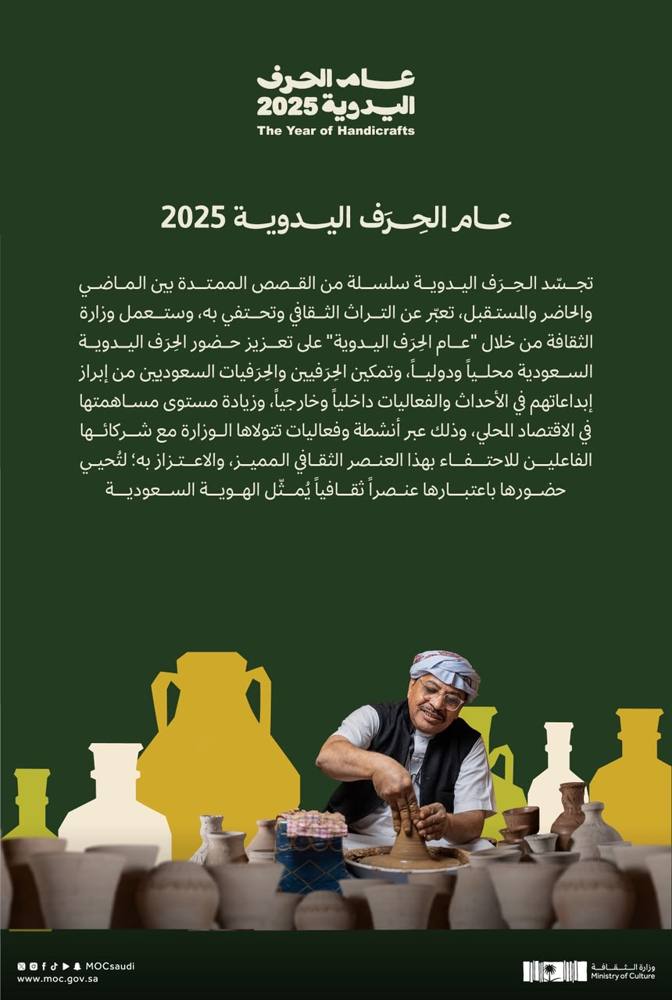 عام الحرف
اليدوية 2025
The Year of Handicrafts
عام الحِرَف اليدوية 2025
تجسّد الحِرَف اليدوية سلسلة من القصص الممتدة بين الماضي
والحاضر والمستقبل، تعبّر عن التراث الثقافي وتحتفي به، وستعمل وزارة
الثقافة من خلال "عام الحِرَف اليدوية" على تعزيز حضور الحِرَف اليدوية
السعودية محلياً ودولياً، وتمكين الحِرَفيين والحِرَفيات السعوديين من إبراز
إبداعاتهم في الأحداث والفعاليات داخلياً وخارجياً، وزيادة مستوى مساهمتها
في الاقتصاد المحلي، وذلك عبر أنشطة وفعاليات تتولاها الوزارة مع شركائها
الفاعلين للاحتفاء بهذا العنصر الثقافي المميز، والاعتزاز به؛ لتُحيي
حضورها باعتبارها عنصراً ثقافياً يُمثّل الهوية السعودية
MOCsaudi
www.moc.gov.sa
وزارة الثقافة
Ministry of Culture